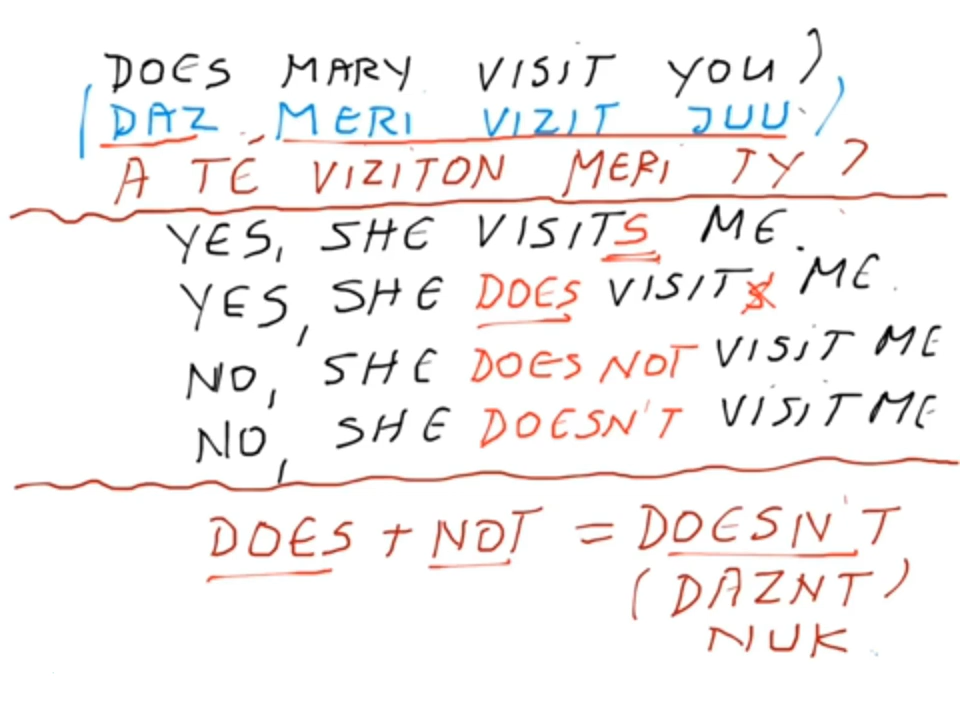 DOES MARY VISIT YOU?
(DAZ MERI VIZIT JUU)
A TË VIZITON MERI TY?
YES, SHE VISITS ME.
YES, SHE DOES VISITS ME.
NO, SHE DOES NOT VISIT ME
NO, SHE DOESN'T VISIT ME
DOES + NOT = DOESN'T
(DAZNT)
NUK.